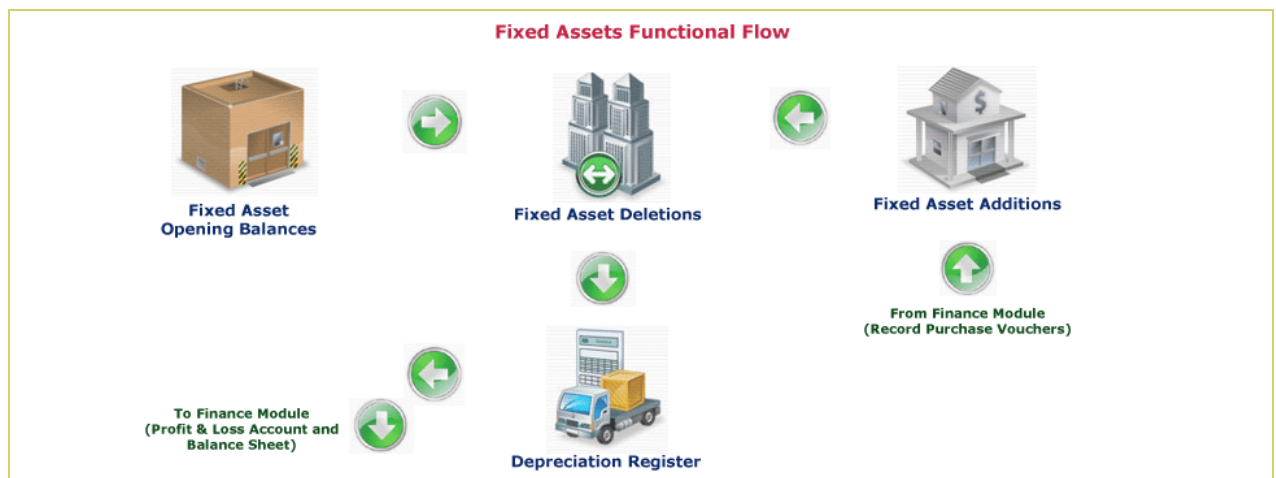 Fixed Assets Functional Flow
$
Fixed Asset
Opening Balances
Fixed Asset Deletions
Fixed Asset Additions
From Finance Module
(Record Purchase Vouchers)
To Finance Module
(Profit & Loss Account and
Balance Sheet)
Depreciation Register